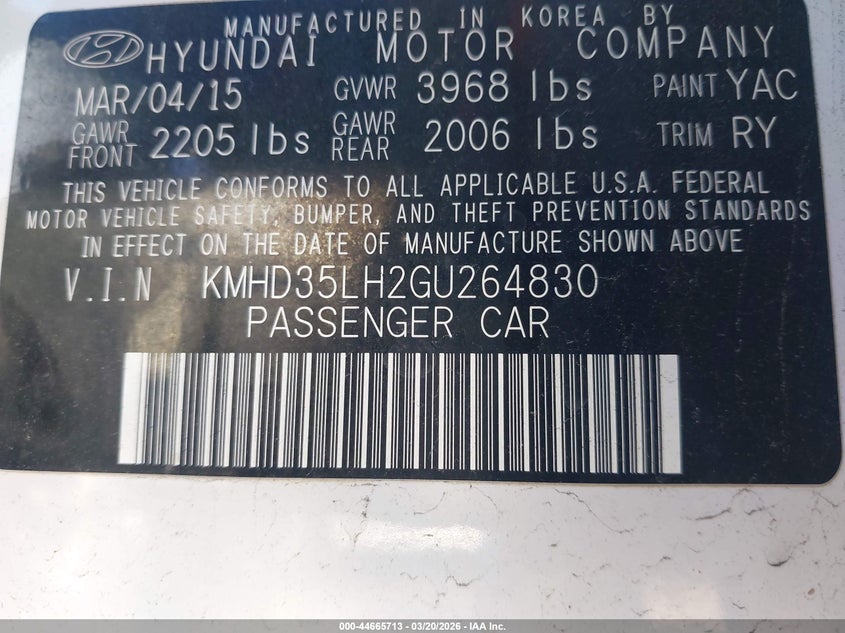 MANUFACTURED IN KOREA BY
HYUNDAI MOTOR COMPANY
MAR/04/15 GVWR 3968 lbs PAINT YAC
GAWR FRONT 2205 lbs GAWR REAR 2006 lbs TRIM RY
THIS VEHICLE CONFORMS TO ALL APPLICABLE U.S.A. FEDERAL
MOTOR VEHICLE SAFETY, BUMPER, AND THEFT PREVENTION STANDARDS
IN EFFECT ON THE DATE OF MANUFACTURE SHOWN ABOVE
V.I.N KMHD35LH2GU264830
PASSENGER CAR
000-44665713 - 03/20/2026 - IAA Inc.